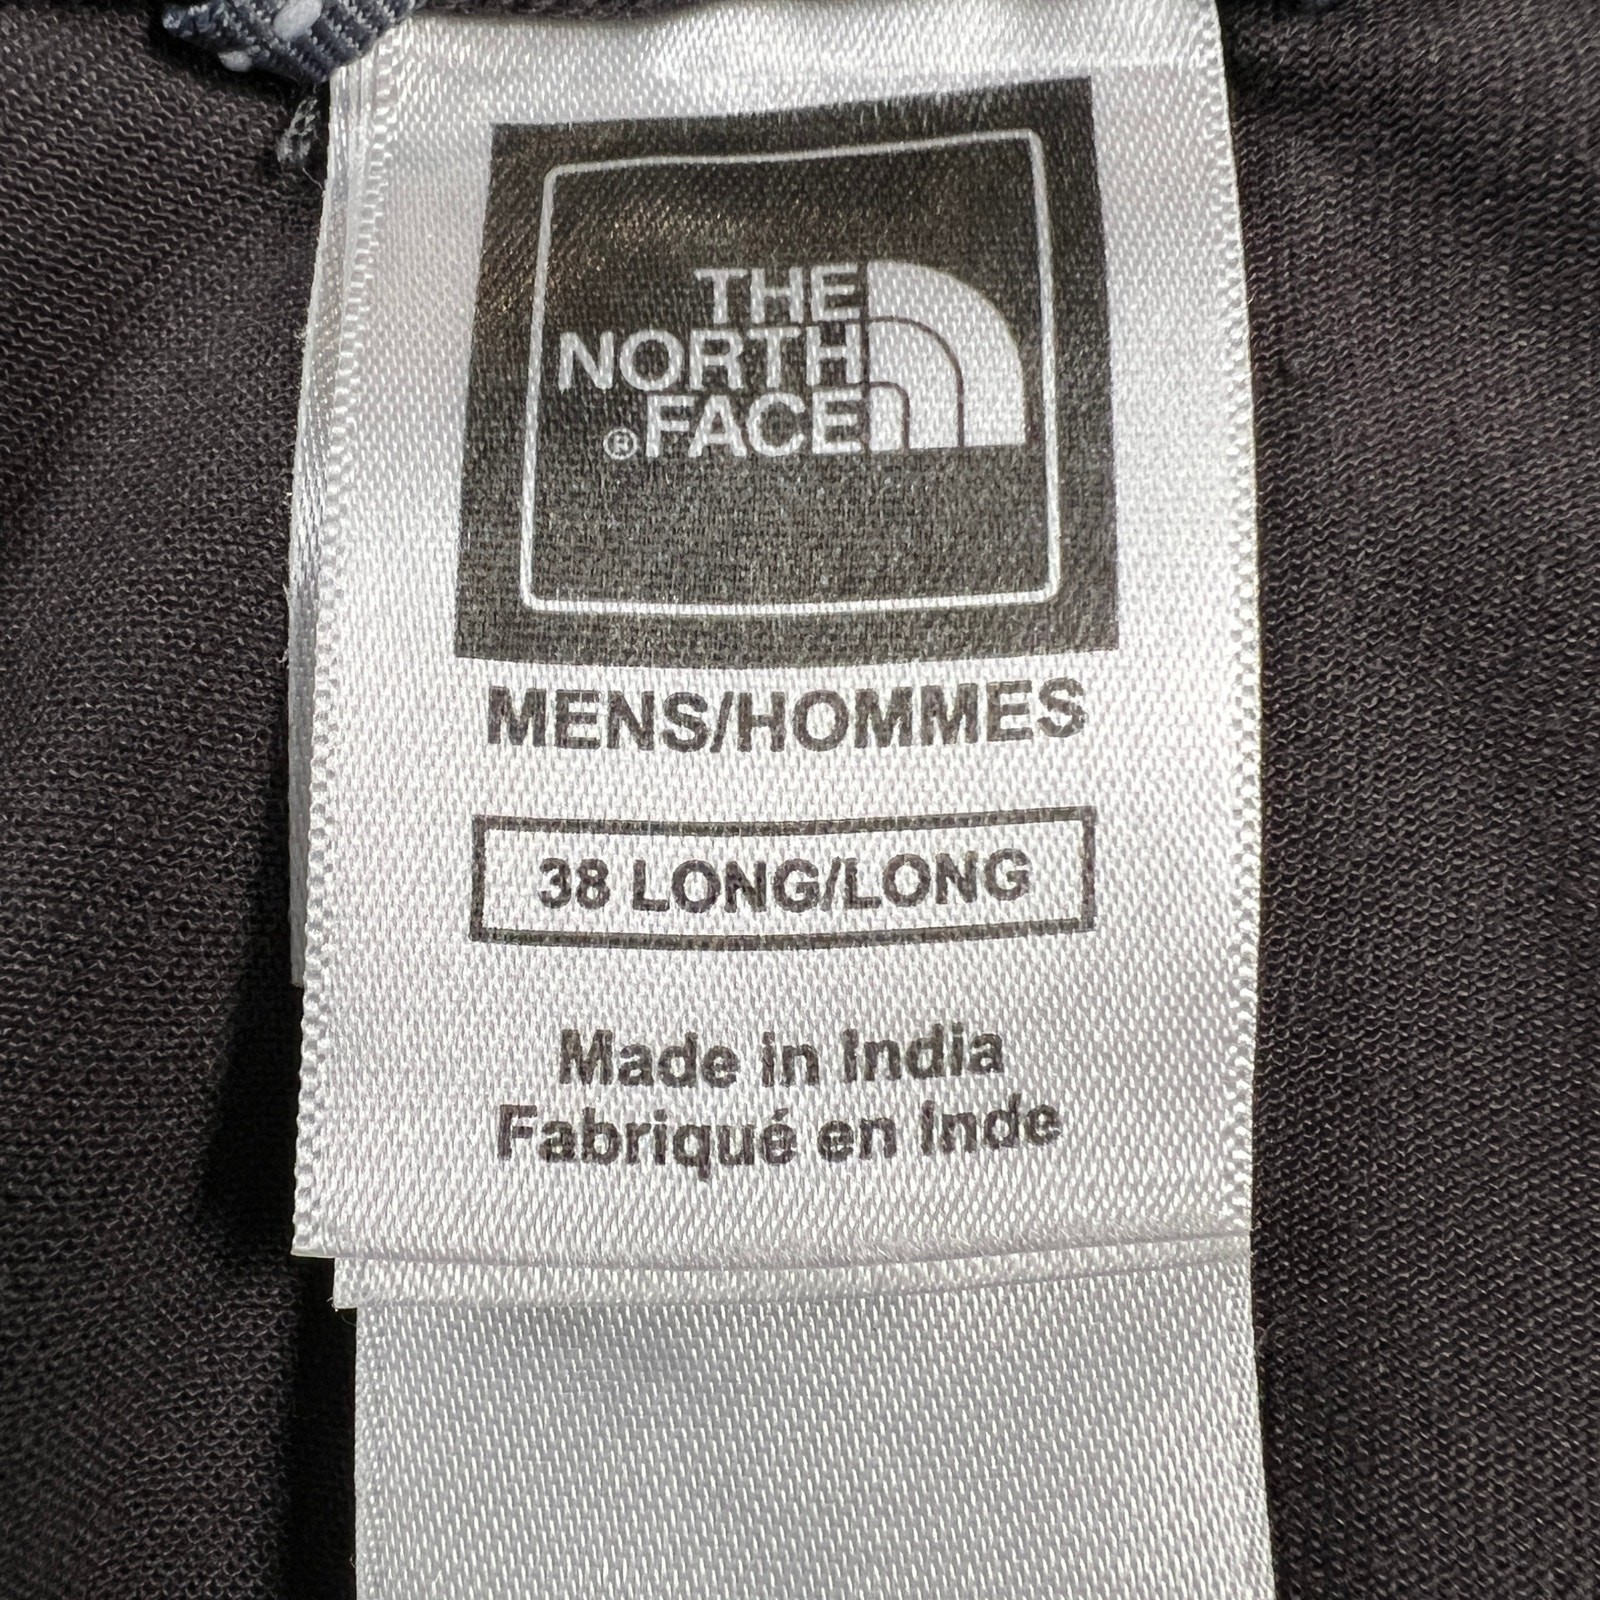 THE
NORTH
®FACE
MENS/HOMMES
38 LONG/LONG
Made in India
Fabriqué en Inde